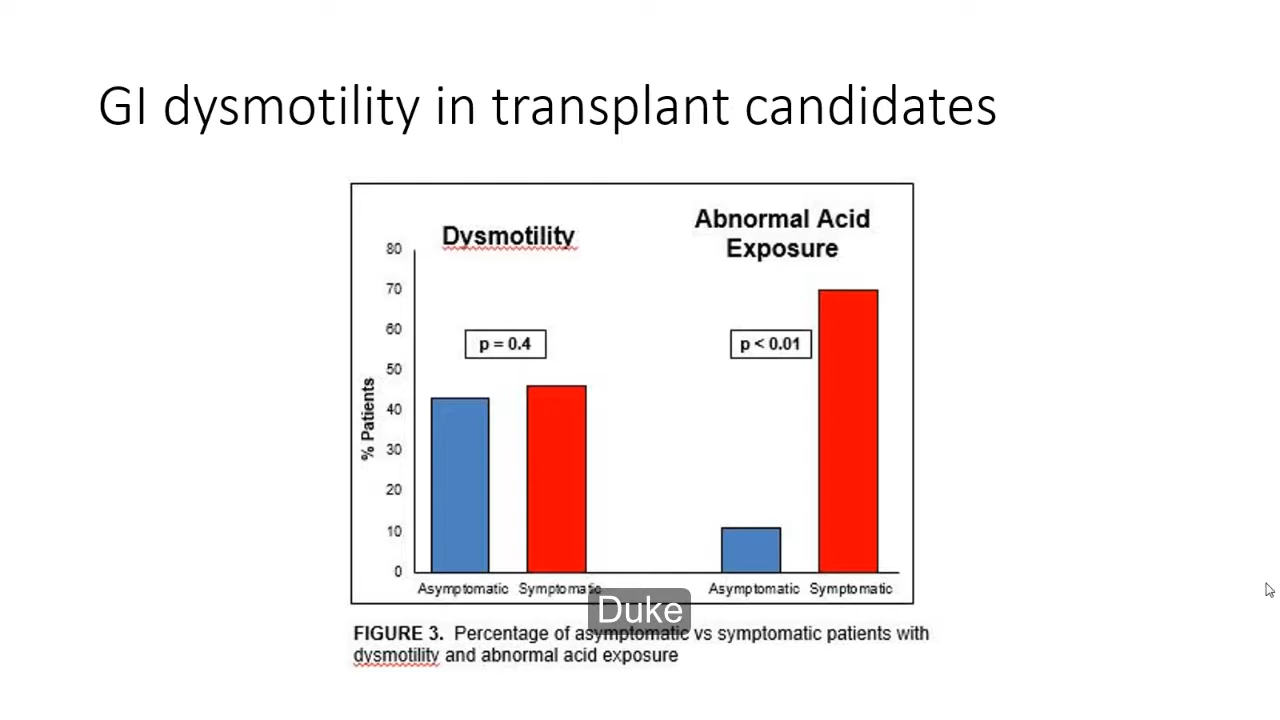 GI dysmotility in transplant candidates
Dysmotility
Abnormal Acid
Exposure
80
70
60
50
40
30
20
10
0
% Patients
p = 0.4
p < 0.01
Asymptomatic
Symptomatic
Asymptomatic
Symptomatic
Duke
FIGURE 3. Percentage of asymptomatic vs symptomatic patients with
dysmotility and abnormal acid exposure